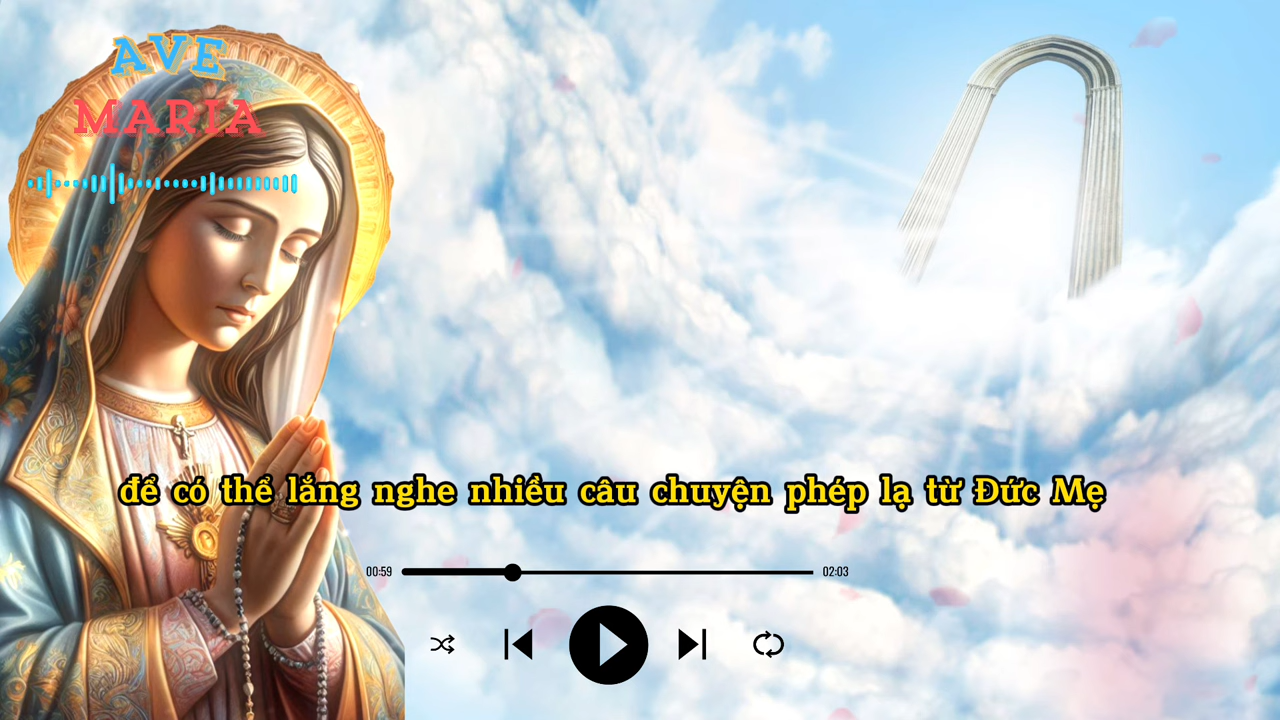 AVE
MARIA
để có thể lắng nghe nhiều câu chuyện phép lạ từ Đức Mẹ
00:59 02:03